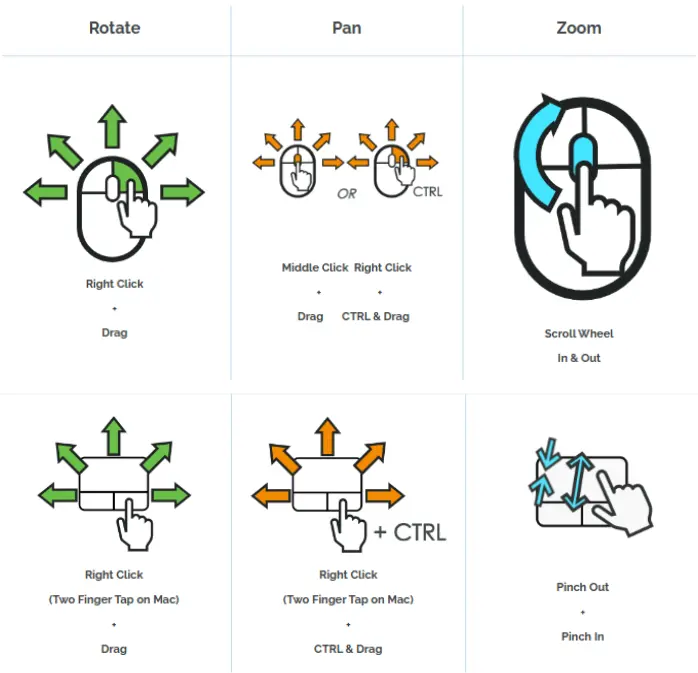 Rotate
Pan
Zoom
OR
CTRL
Right Click
+
Drag
Middle Click Right Click
+ +
Drag CTRL & Drag
Scroll Wheel
In & Out
+ CTRL
Right Click
(Two Finger Tap on Mac)
+
Drag
Right Click
(Two Finger Tap on Mac)
+
CTRL & Drag
Pinch Out
+
Pinch In